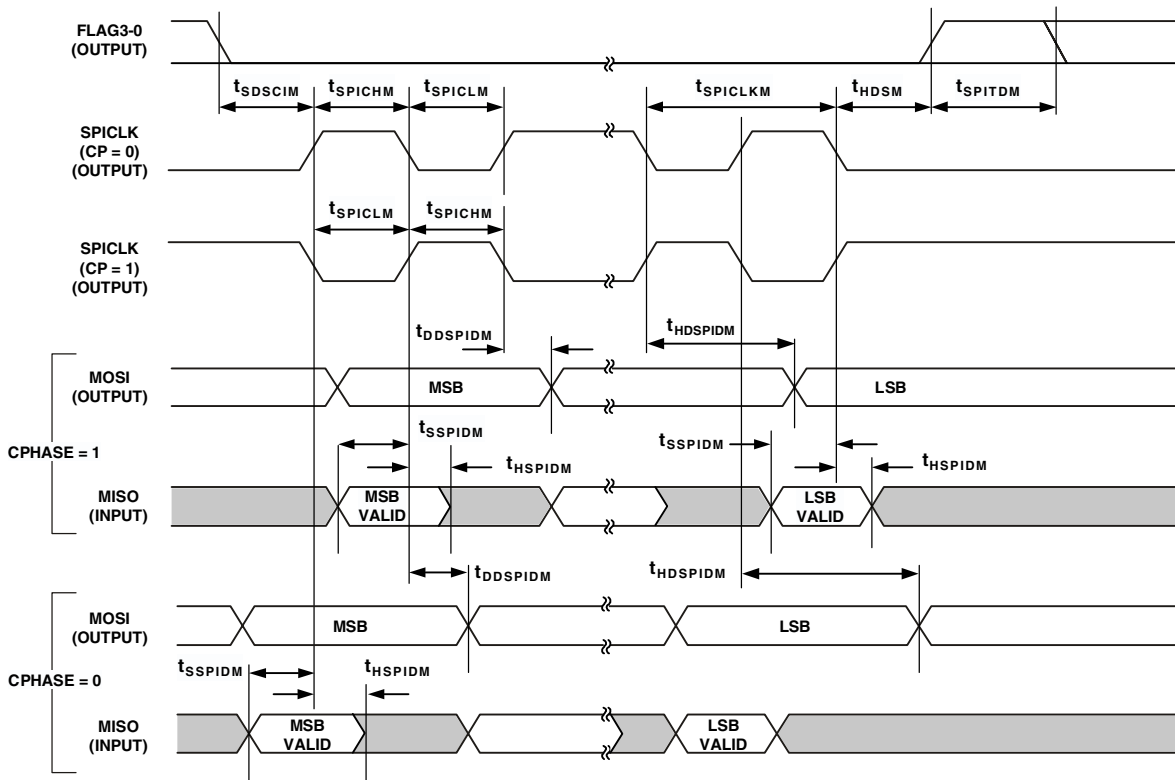 FLAG3-0
(OUTPUT)
tSDSCIM
tSPICHM
tSPICLM
tSPICLKM
tHDSM
tSPITDM
SPICLK
(CP = 0)
(OUTPUT)
tSPICLM
tSPICHM
SPICLK
(CP = 1)
(OUTPUT)
tDDSPIDM
tHDSPIDM
MOSI
(OUTPUT)
MSB
LSB
CPHASE = 1
tSSPIDM
tHSPIDM
tSSPIDM
tHSPIDM
MISO
(INPUT)
MSB
VALID
LSB
VALID
tDDSPIDM
tHDSPIDM
MOSI
(OUTPUT)
MSB
LSB
CPHASE = 0
tSSPIDM
tHSPIDM
MISO
(INPUT)
MSB
VALID
LSB
VALID